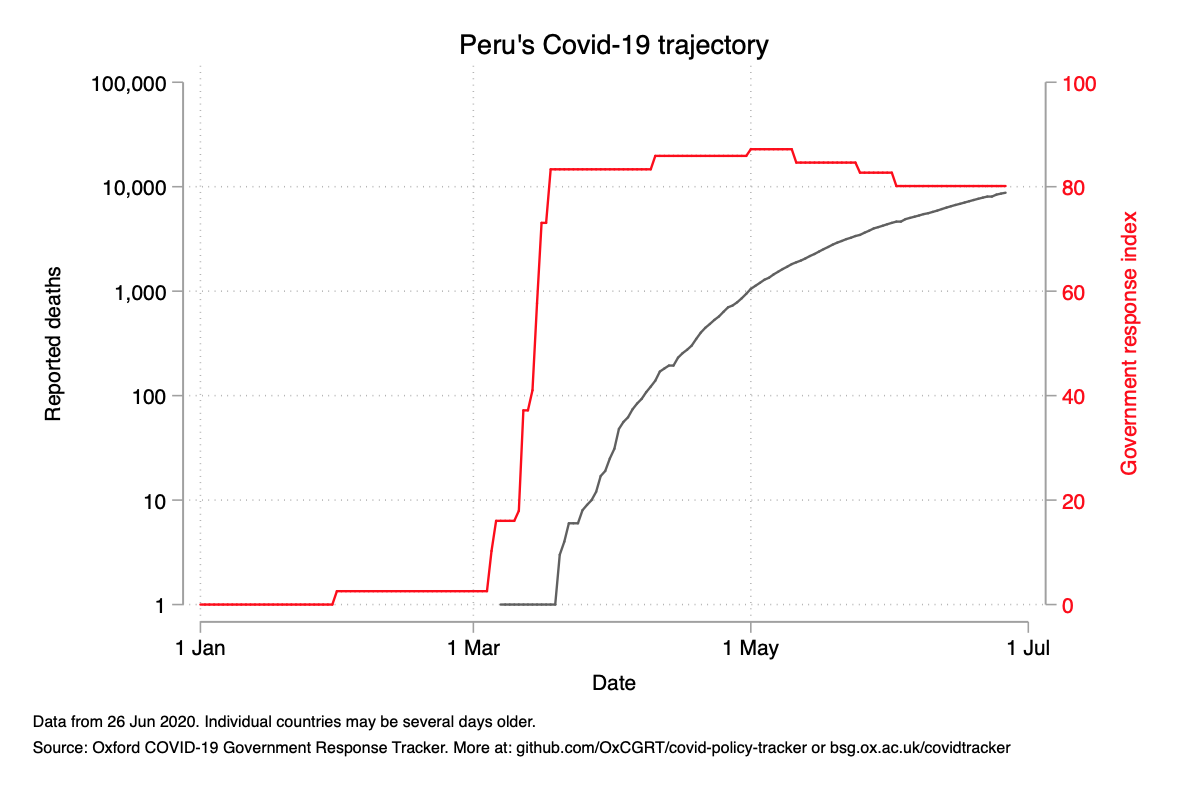 Peru's Covid-19 trajectory
100,000
10,000
1,000
100
10
1
Reported deaths
100
80
60
40
20
0
Government response index
1 Jan
1 Mar
1 May
1 Jul
Date
Data from 26 Jun 2020. Individual countries may be several days older.
Source: Oxford COVID-19 Government Response Tracker. More at: github.com/OxCGRT/covid-policy-tracker or bsg.ox.ac.uk/covidtracker